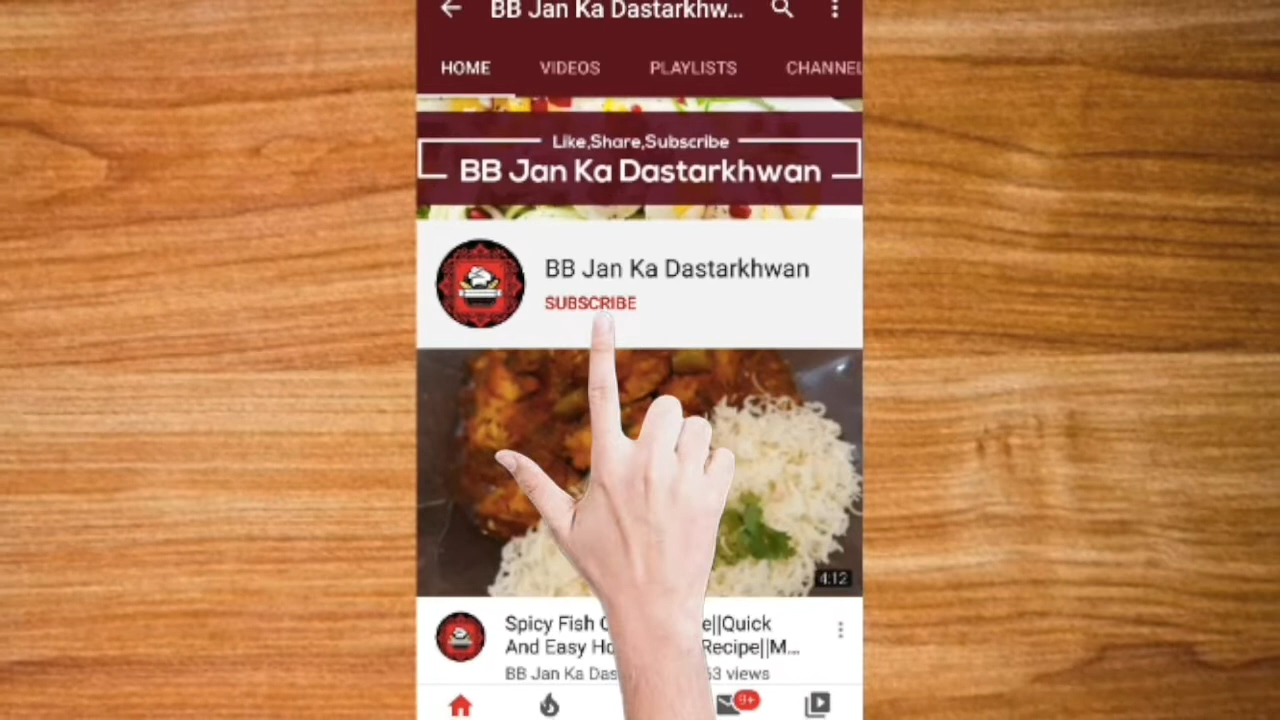 BB Jan Ka Dastarkhw...
HOME VIDEOS PLAYLISTS CHANNEL
Like,Share,Subscribe
BB Jan Ka Dastarkhwan
BB Jan Ka Dastarkhwan
SUBSCRIBE
4:12
Spicy Fish ||Quick
And Easy Recipe||M...
BB Jan Ka views
9+